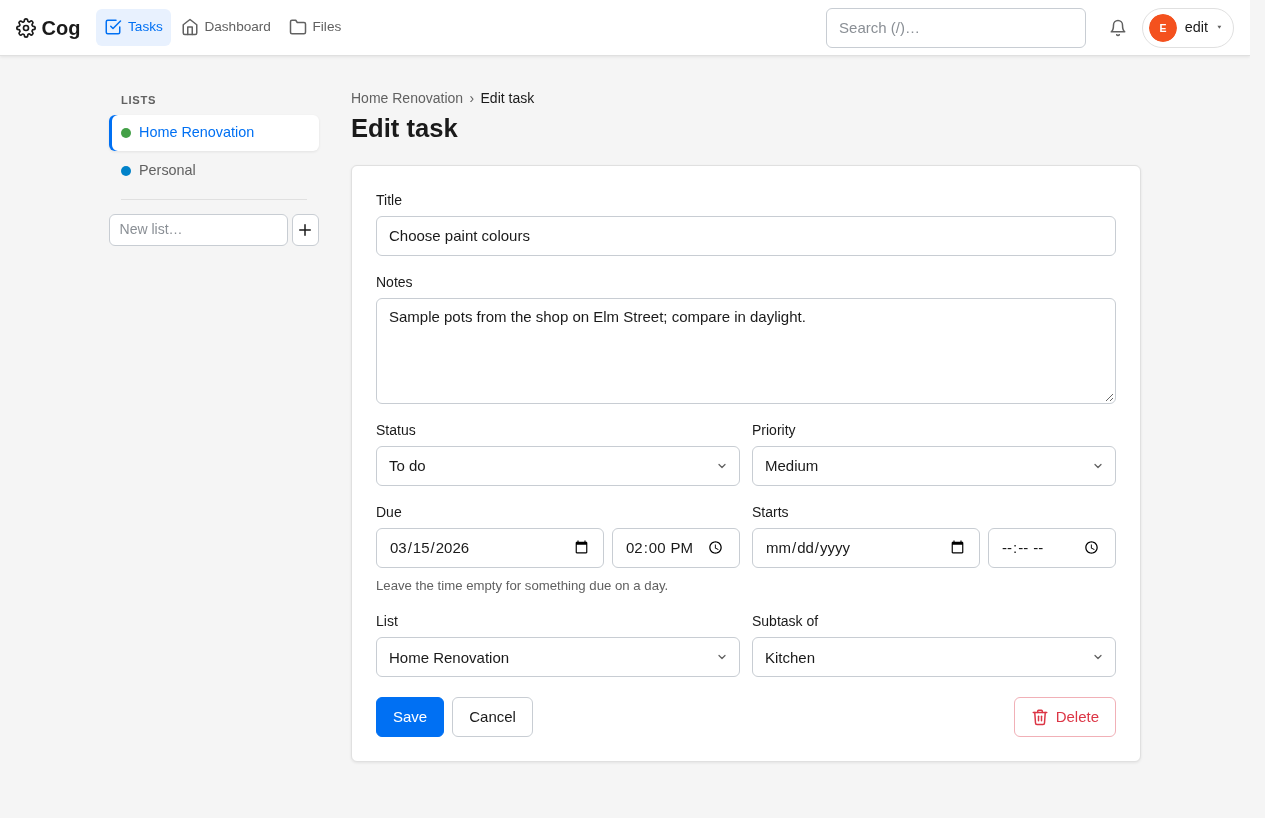 Cog
Tasks
Dashboard
Files
Search (/)…
E
edit
LISTS
Home Renovation
Personal
New list…
Home Renovation › Edit task
Edit task
Title
Choose paint colours
Notes
Sample pots from the shop on Elm Street; compare in daylight.
Status
Priority
To do
Medium
Due
Starts
03/15/2026
02:00 PM
mm/dd/yyyy
--:-- --
Leave the time empty for something due on a day.
List
Subtask of
Home Renovation
Kitchen
Save
Cancel
Delete